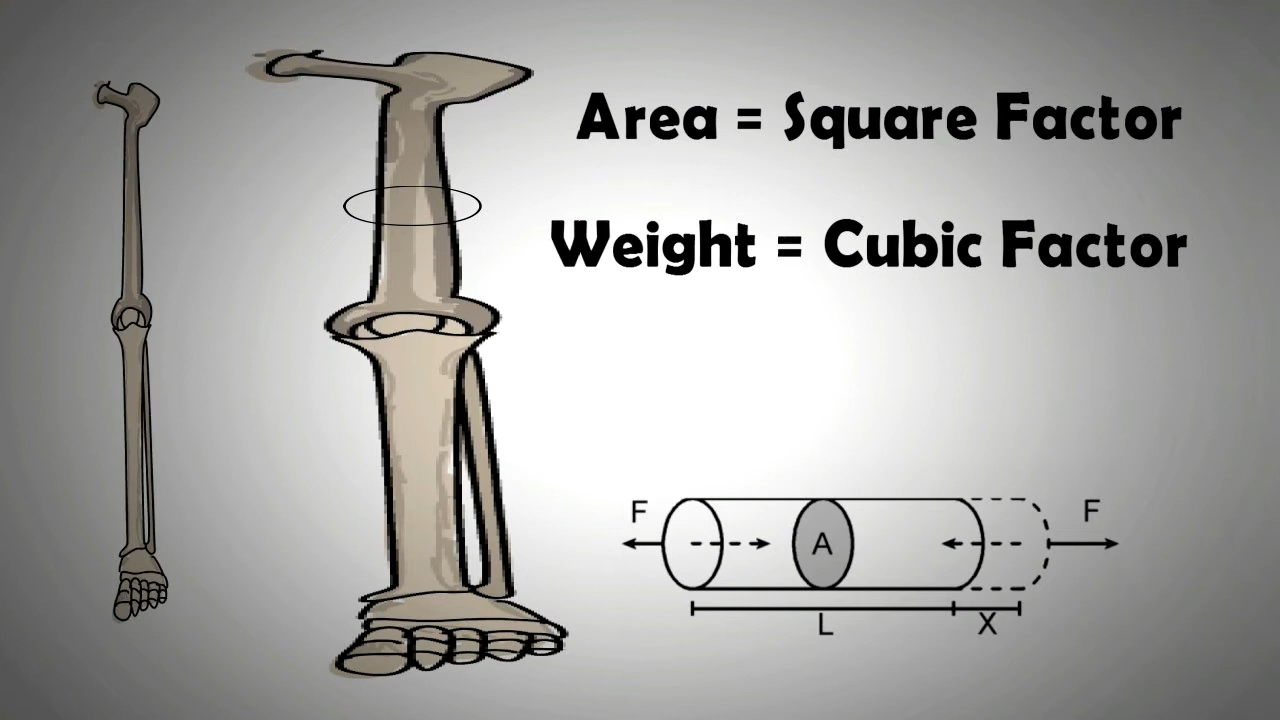 Area = Square Factor
Weight = Cubic Factor
F F
A
L X